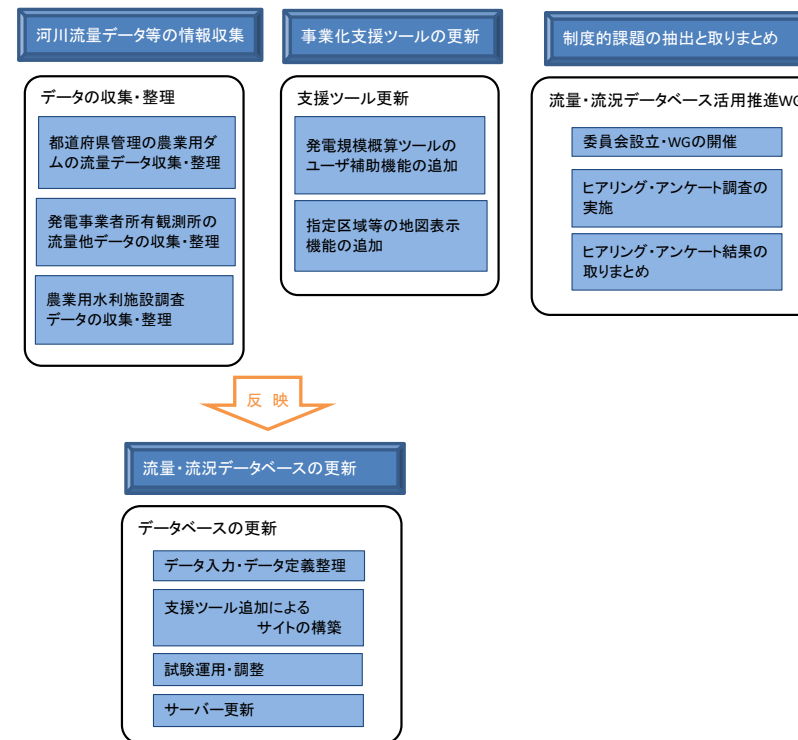 河川流量データ等の情報収集
データの収集・整理
都道府県管理の農業用ダ
ムの流量データ収集・整理
発電事業者所有観測所の
流量他データの収集・整理
農業用水利施設調査
データの収集・整理
事業化支援ツールの更新
支援ツール更新
発電規模概算ツールの
ユーザ補助機能の追加
指定区域等の地図表示
機能の追加
制度的課題の抽出と取りまとめ
流量・流況データベース活用推進WG
委員会設立・WGの開催
ヒアリング・アンケート調査の
実施
ヒアリング・アンケート結果の
取りまとめ
反 映
流量・流況データベースの更新
データベースの更新
データ入力・データ定義整理
支援ツール追加による
サイトの構築
試験運用・調整
サーバー更新